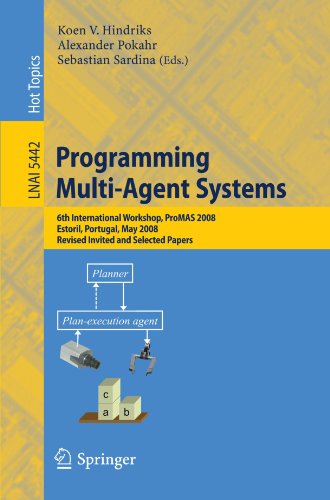 Koen V. Hindriks
Alexander Pokahr
Sebastian Sardina (Eds.)
Hot Topics
LNAI 5442
Programming
Multi-Agent Systems
6th International Workshop, ProMAS 2008
Estoril, Portugal, May 2008
Revised Invited and Selected Papers
Planner
Plan-execution agent
c
a b
Springer